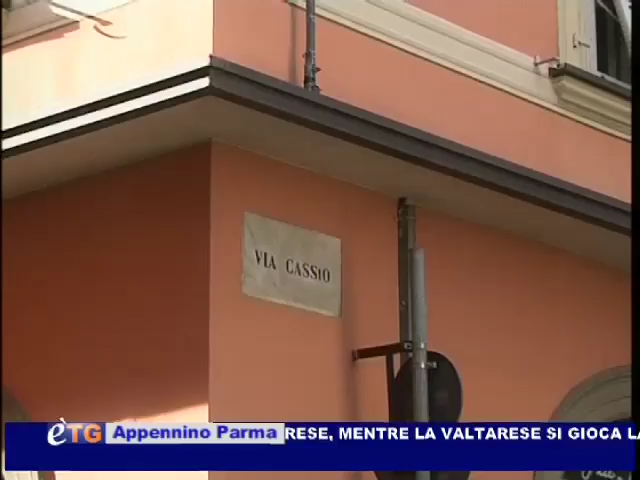 VIA CASSIO
èTG Appennino Parma RESE, MENTRE LA VALTARESE SI GIOCA LA